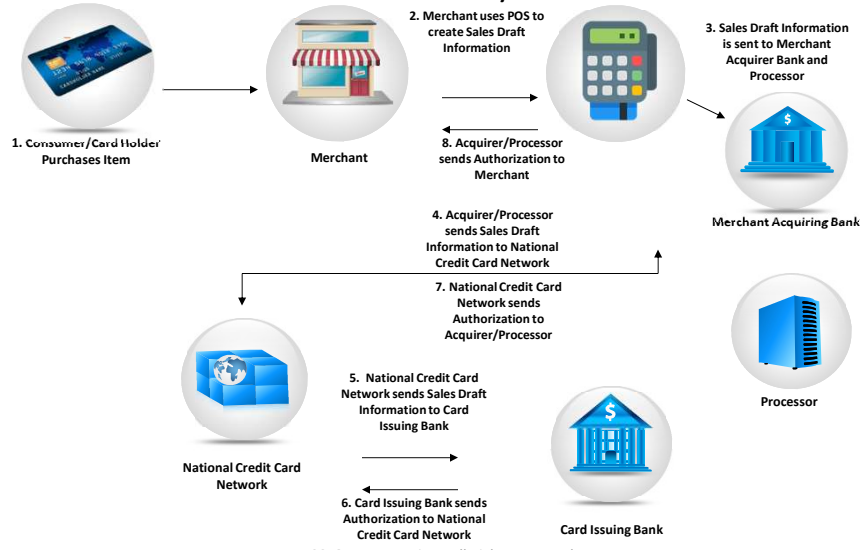 2. Merchant uses POS to
create Sales Draft
Information
3. Sales Draft Information
is sent to Merchant
Acquirer Bank and
Processor
1. Consumer/Card Holder
Purchases Item
Merchant
8. Acquirer/Processor
sends Authorization to
Merchant
Merchant Acquiring Bank
4. Acquirer/Processor
sends Sales Draft
Information to National
Credit Card Network
7. National Credit Card
Network sends
Authorization to
Acquirer/Processor
Processor
5. National Credit Card
Network sends Sales Draft
Information to Card
Issuing Bank
National Credit Card
Network
6. Card Issuing Bank sends
Authorization to National
Credit Card Network
Card Issuing Bank
$
$
CARDHOLDER NAME